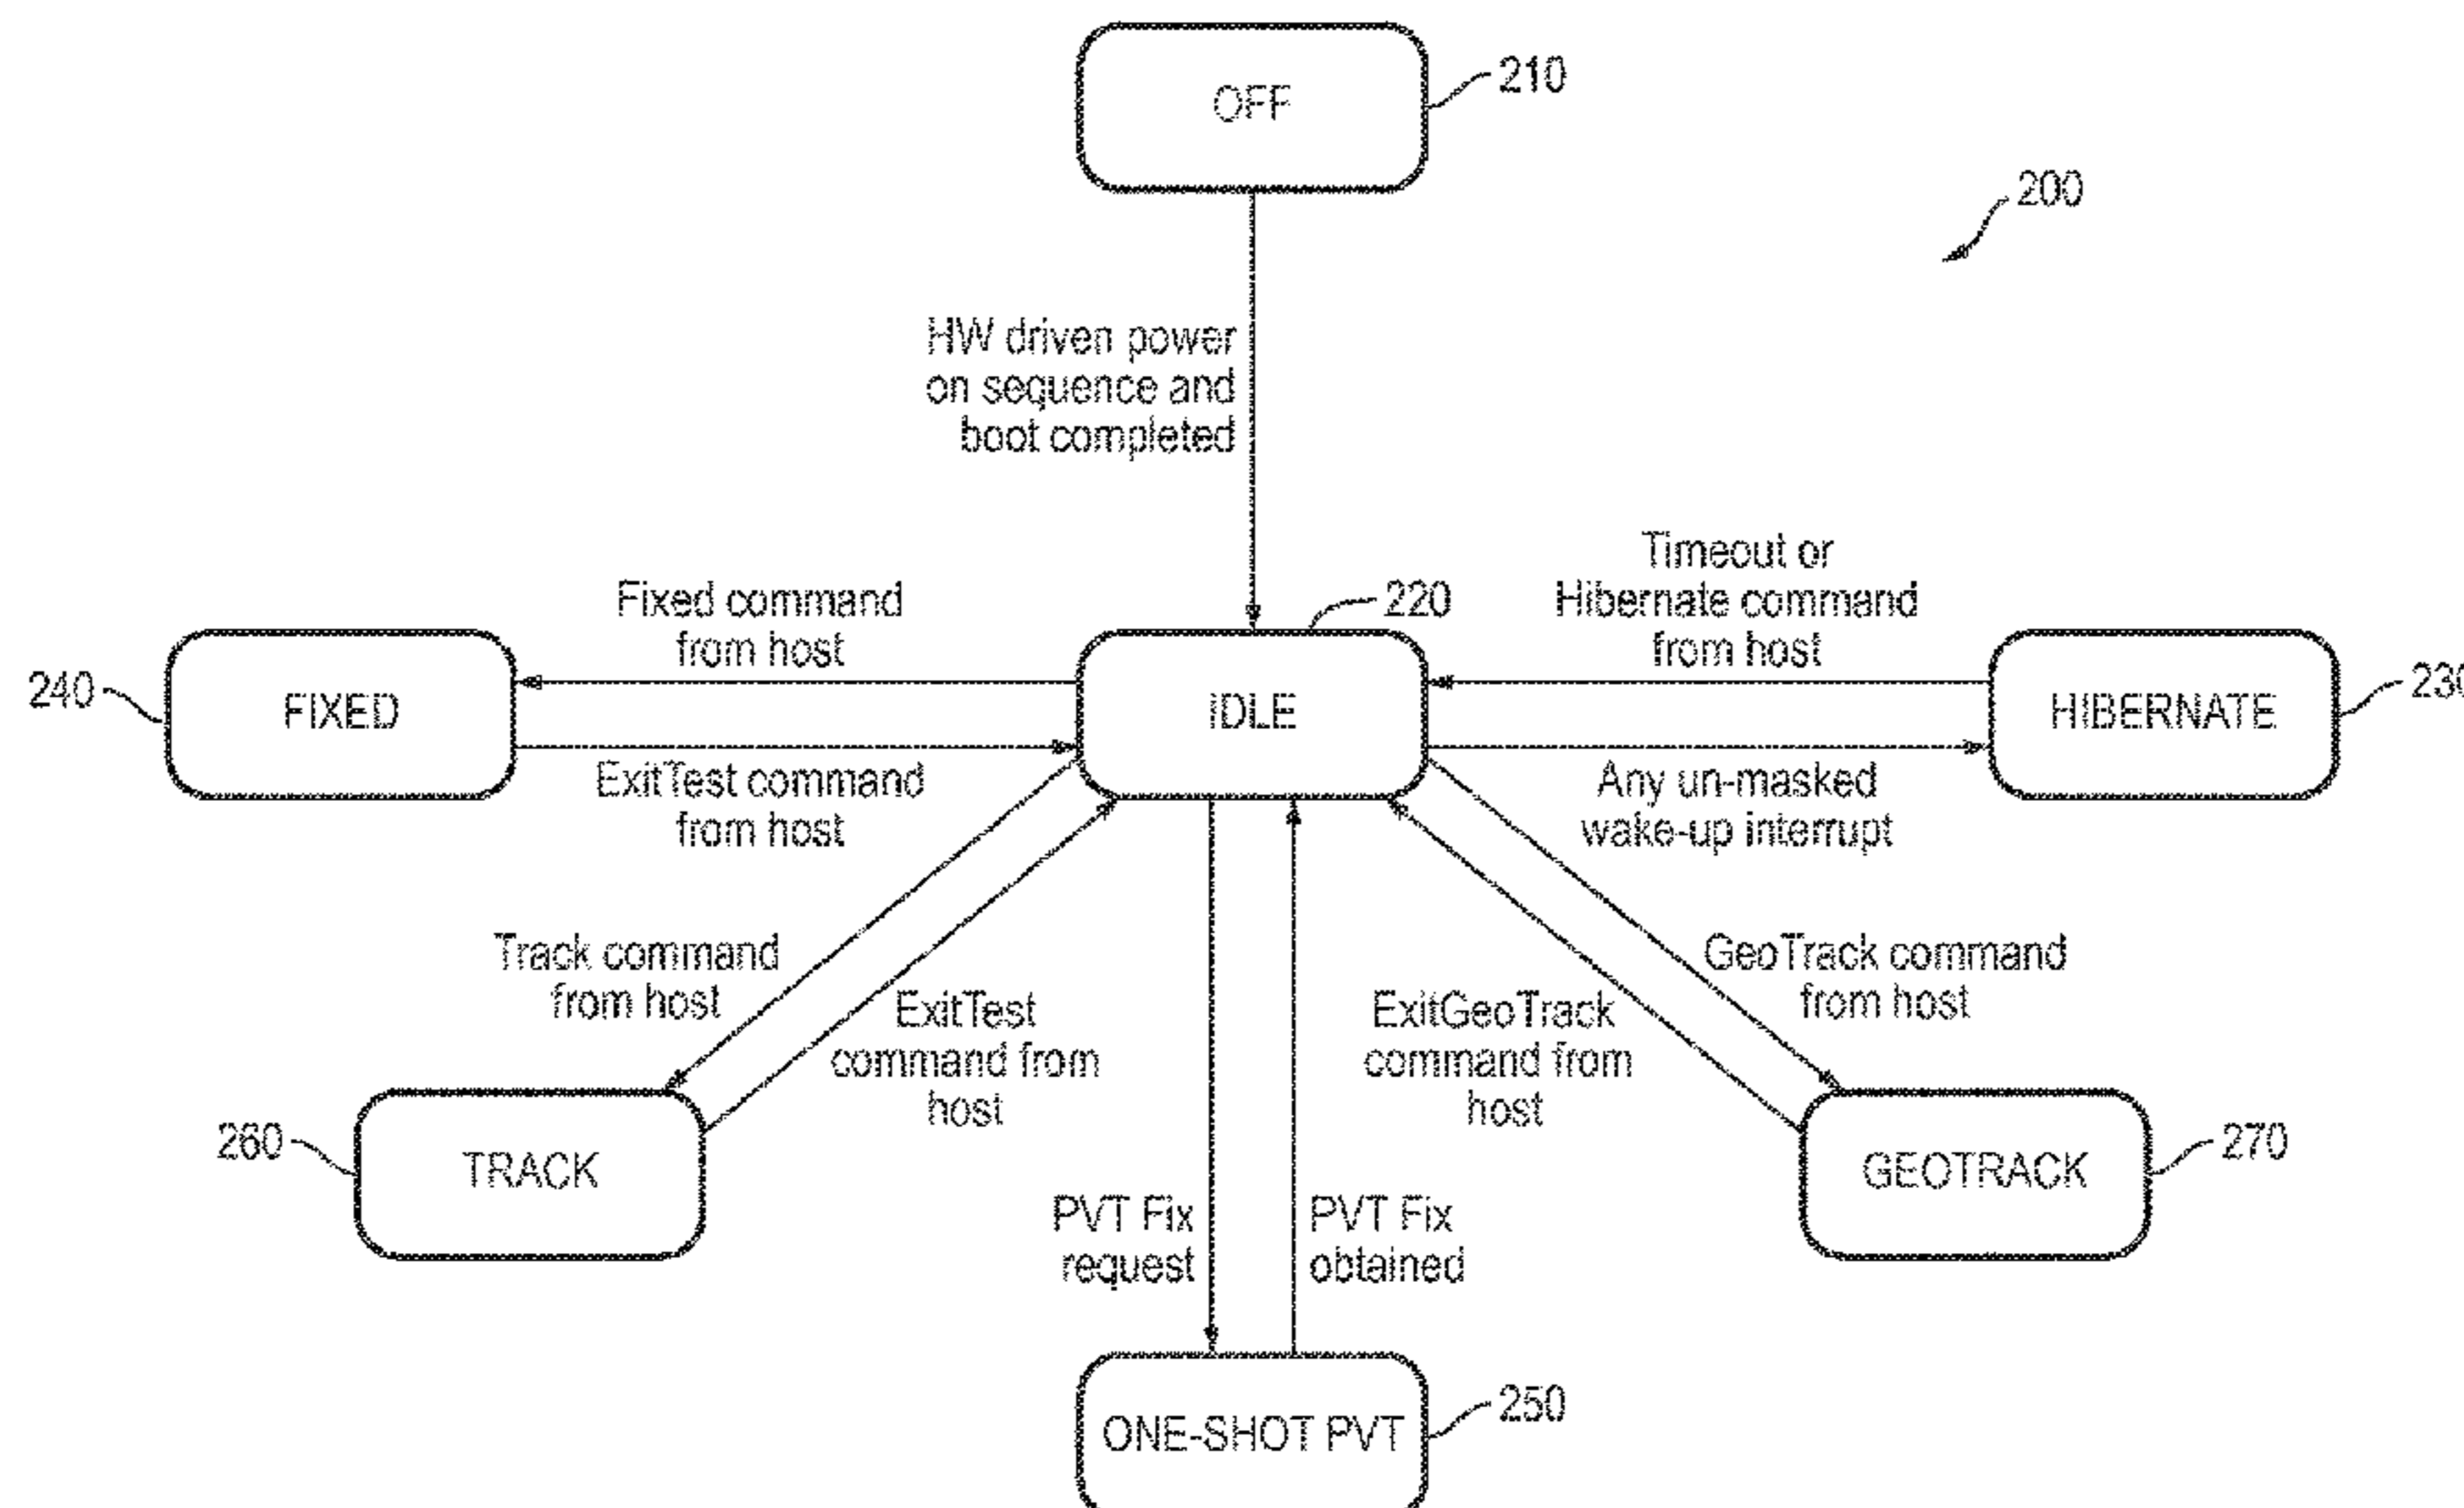 OFF
210
200
HW driven power
on sequence and
boot completed
Fixed command
from host
220
Timeout or
Hibernate command
from host
240
FIXED
IDLE
HIBERNATE
230
ExitTest command
from host
Any un-masked
wake-up interrupt
Track command
from host
ExitTest
command from
host
ExitGeoTrack
command from
host
GeoTrack command
from host
260
TRACK
PVT Fix
request
PVT Fix
obtained
GEOTRACK
270
ONE-SHOT PVT
250